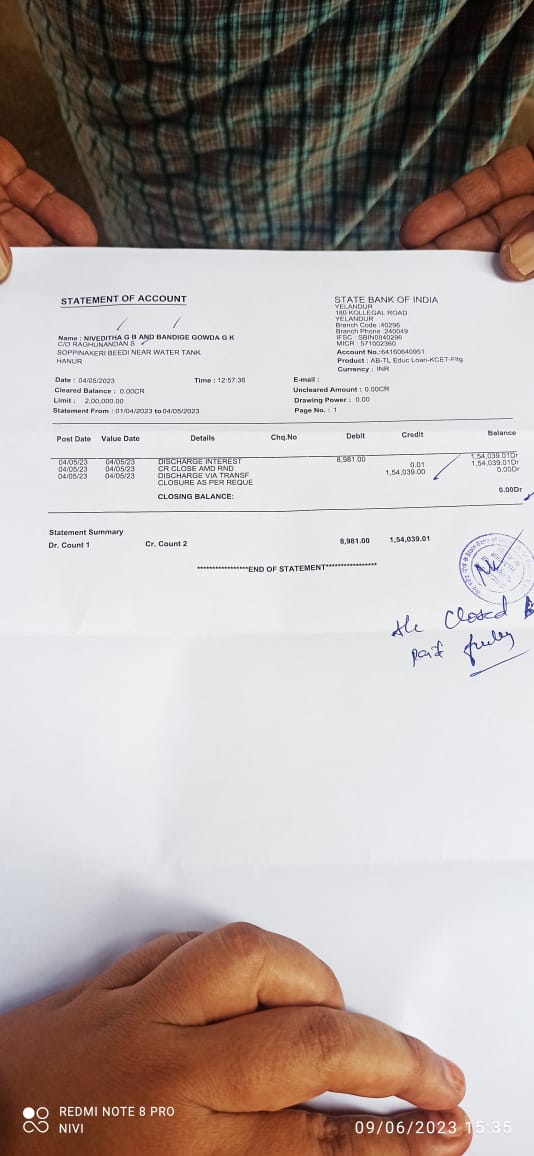 STATEMENT OF ACCOUNT
STATE BANK OF INDIA
YELANDUR
180 KOLLEGAL ROAD
YELANDUR
Branch Code :40296
Branch Phone :240049
IFSC : SBIN0040296
MICR : 571002360
Account No.:64160640951
Product : AB-TL Educ Loan-KCET-Fltg
Currency : INR
Name : NIVEDITHA G B AND BANDIGE GOWDA G K
C/O RAGHUNANDAN S
SOPPINAKERI BEEDI NEAR WATER TANK
HANUR
Date : 04/05/2023 Time : 12:57:36 E-mail :
Cleared Balance : 0.00CR Uncleared Amount : 0.00CR
Limit : 2,00,000.00 Drawing Power : 0.00
Statement From : 01/04/2023 to 04/05/2023 Page No. : 1
Post Date Value Date Details Chq.No Debit Credit Balance
04/05/23 04/05/23 DISCHARGE INTEREST 8,981.00 1,54,039.01Dr
04/05/23 04/05/23 CR CLOSE AMD RND 0.01 1,54,039.01Dr
04/05/23 04/05/23 DISCHARGE VIA TRANSF 1,54,039.00 0.00Dr
CLOSURE AS PER REQUE
CLOSING BALANCE: 0.00Dr
Statement Summary
Dr. Count 1 Cr. Count 2 8,981.00 1,54,039.01
*****************END OF STATEMENT*****************
Closed
paid fully
REDMI NOTE 8 PRO
NIVI
09/06/2023 15:35